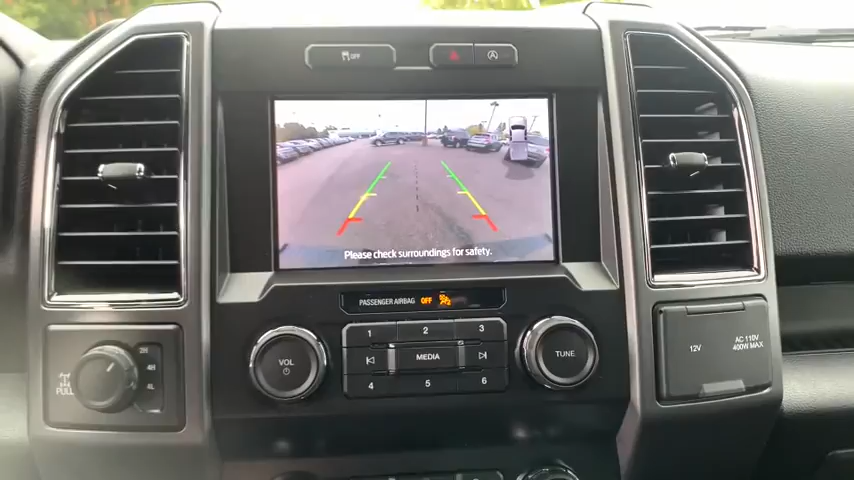 OFF
Please check surroundings for safety.
PASSENGER AIRBAG OFF
1 2 3
VOL
MEDIA
TUNE
4 5 6
2H
4H
4L
PULL
12V
AC 110V
400W MAX